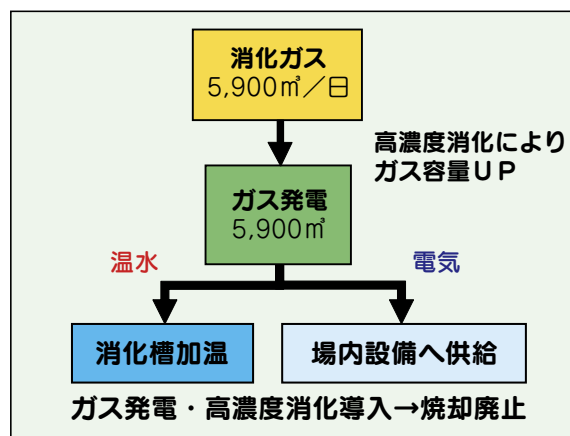 消化ガス
5,900㎥／日
高濃度消化により
ガス容量ＵＰ
ガス発電
5,900㎥
温水
電気
消化槽加温
場内設備へ供給
ガス発電・高濃度消化導入→焼却廃止